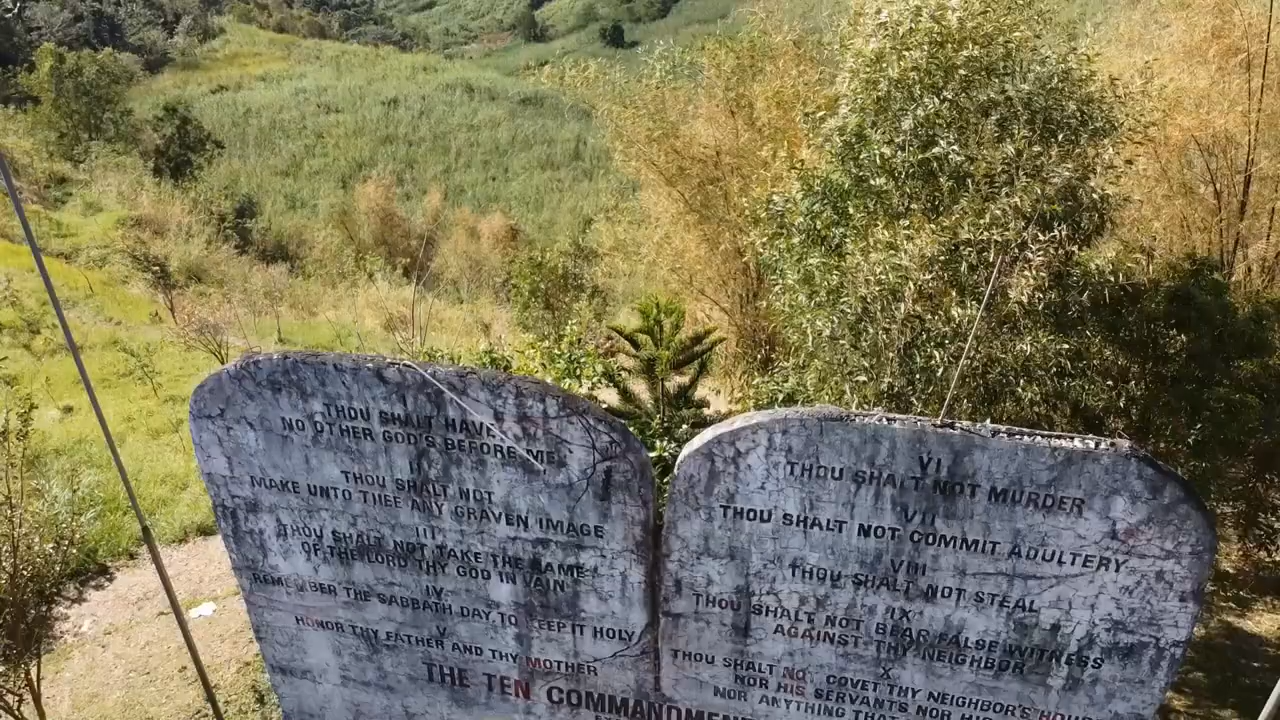 I
THOU SHALT HAVE
NO OTHER GOD'S BEFORE ME
II
THOU SHALT NOT
MAKE UNTO THEE ANY GRAVEN IMAGE
III
THOU SHALT NOT TAKE THE NAME
OF THE LORD THY GOD IN VAIN
IV
REMEMBER THE SABBATH DAY, TO KEEP IT HOLY
V
HONOR THY FATHER AND THY MOTHER
VI
THOU SHALT NOT MURDER
VII
THOU SHALT NOT COMMIT ADULTERY
VIII
THOU SHALT NOT STEAL
IX
THOU SHALT NOT BEAR FALSE WITNESS
AGAINST THY NEIGHBOR
X
THOU SHALT NOT COVET THY NEIGHBOR'S
NOR HIS SERVANTS NOR
NOR ANYTHING
THE TEN